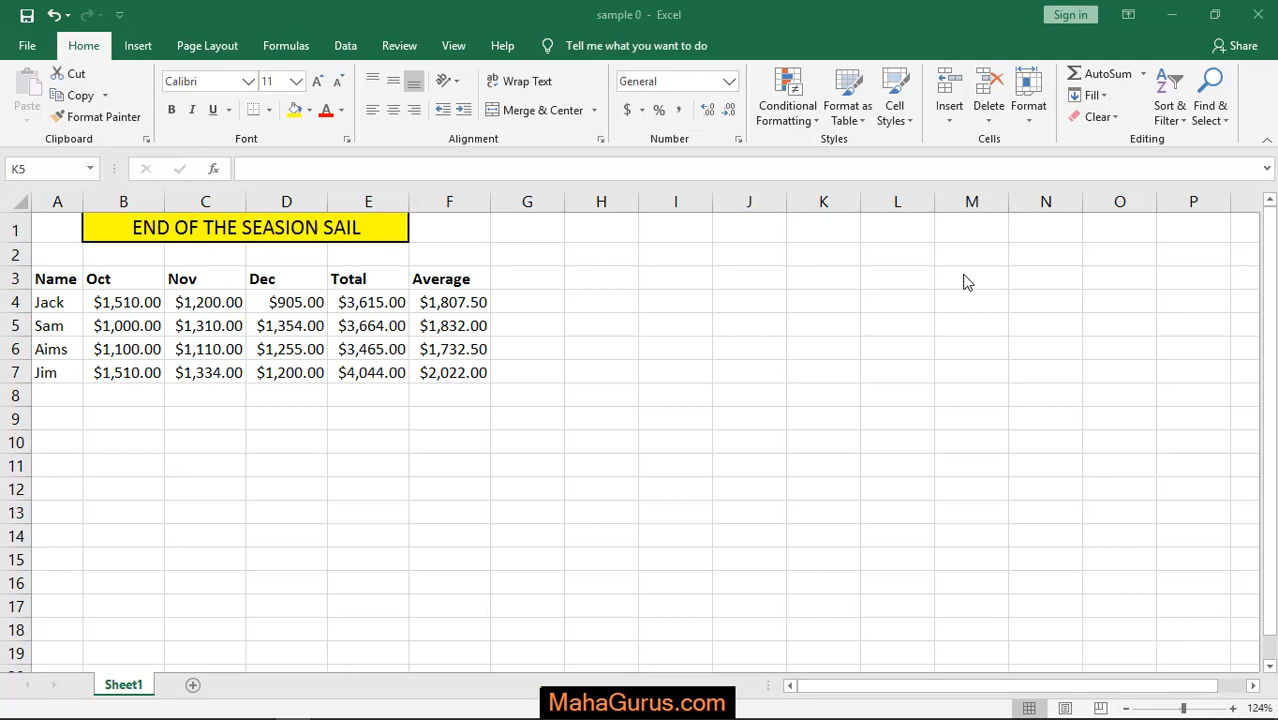 sample 0 - Excel
Sign in
File Home Insert Page Layout Formulas Data Review View Help Tell me what you want to do Share
Paste
Cut
Copy
Format Painter
Clipboard
Calibri 11
B I U
Font
Wrap Text
Merge & Center
Alignment
General
$ % ,
Number
Conditional Formatting
Format as Table
Cell Styles
Styles
Insert Delete Format
Cells
AutoSum
Fill
Clear
Sort & Filter
Find & Select
Editing
K5 fx
A B C D E F G H I J K L M N O P
1 END OF THE SEASION SAIL
2
3 Name Oct Nov Dec Total Average
4 Jack $1,510.00 $1,200.00 $905.00 $3,615.00 $1,807.50
5 Sam $1,000.00 $1,310.00 $1,354.00 $3,664.00 $1,832.00
6 Aims $1,100.00 $1,110.00 $1,255.00 $3,465.00 $1,732.50
7 Jim $1,510.00 $1,334.00 $1,200.00 $4,044.00 $2,022.00
8
9
10
11
12
13
14
15
16
17
18
19
Sheet1
MahaGurus.com
124%